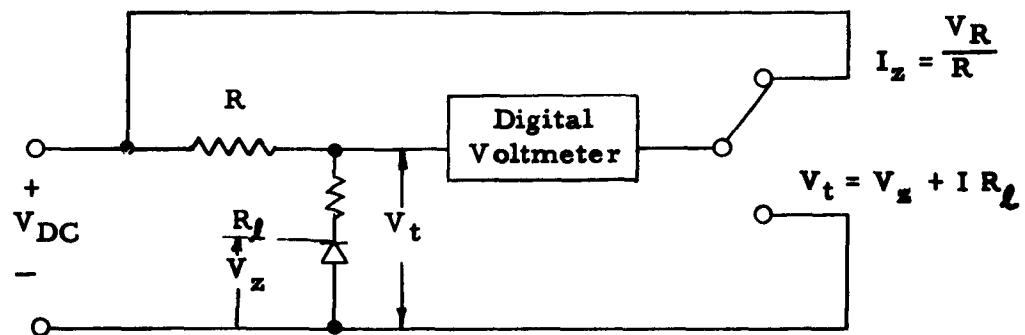 I_z = V_R / R
R
Digital
Voltmeter
+
V_DC
−
R_ℓ
V_z
V_t
V_t = V_z + I R_ℓ